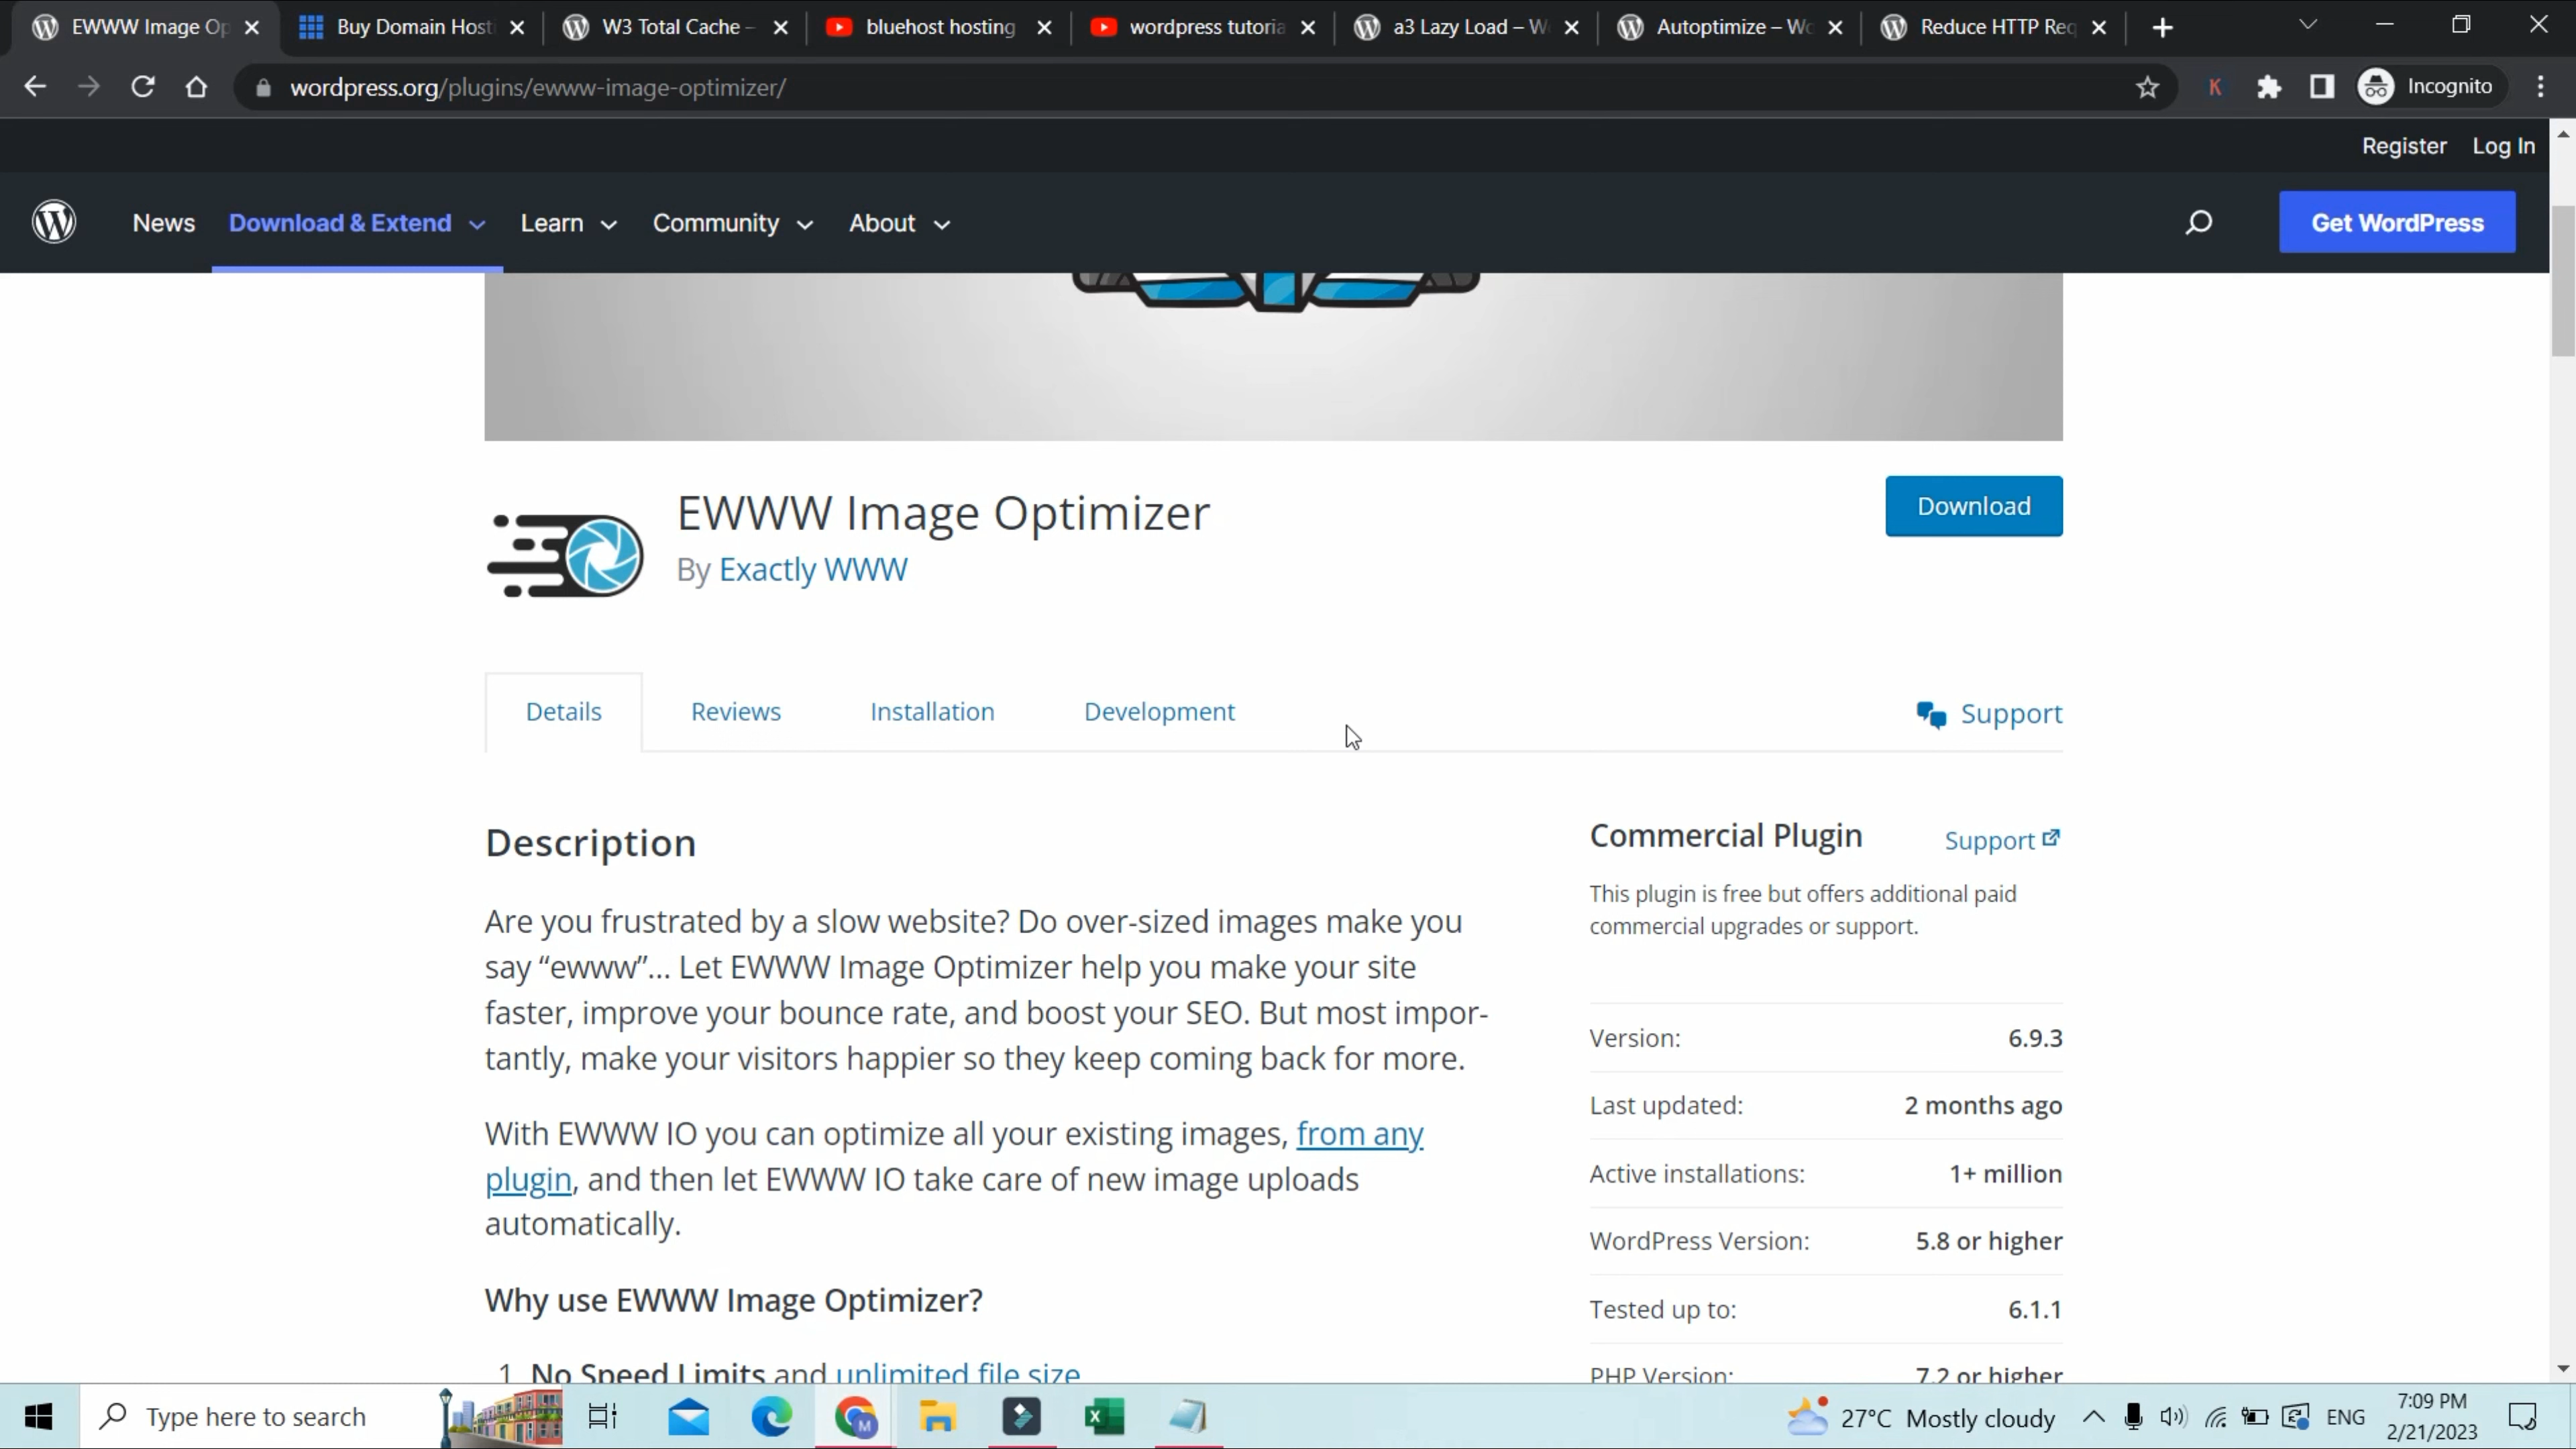 EWWW Image Op
Buy Domain Host
W3 Total Cache –
bluehost hosting
wordpress tutoria
a3 Lazy Load – W
Autoptimize – Wo
Reduce HTTP Req
wordpress.org/plugins/ewww-image-optimizer/
K
Incognito
Register Log In
News Download & Extend Learn Community About Get WordPress
EWWW Image Optimizer
By Exactly WWW
Download
Details Reviews Installation Development
Support
Description
Are you frustrated by a slow website? Do over-sized images make you
say “ewww”… Let EWWW Image Optimizer help you make your site
faster, improve your bounce rate, and boost your SEO. But most impor-
tantly, make your visitors happier so they keep coming back for more.
With EWWW IO you can optimize all your existing images, from any
plugin, and then let EWWW IO take care of new image uploads
automatically.
Why use EWWW Image Optimizer?
1 No Speed Limits and unlimited file size
Commercial Plugin Support
This plugin is free but offers additional paid
commercial upgrades or support.
Version: 6.9.3
Last updated: 2 months ago
Active installations: 1+ million
WordPress Version: 5.8 or higher
Tested up to: 6.1.1
PHP Version: 7.2 or higher
Type here to search
M
27°C Mostly cloudy
ENG
7:09 PM
2/21/2023